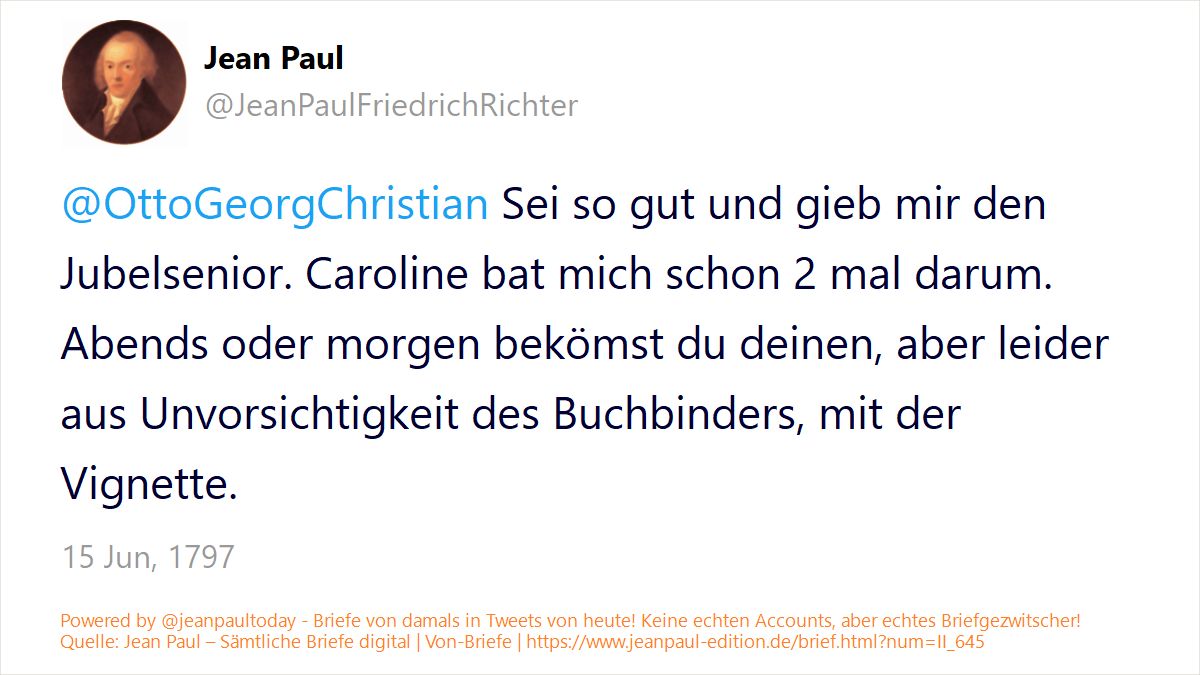 Jean Paul
@JeanPaulFriedrichRichter
@OttoGeorgChristian Sei so gut und gieb mir den
Jubelsenior. Caroline bat mich schon 2 mal darum.
Abends oder morgen bekömst du deinen, aber leider
aus Unvorsichtigkeit des Buchbinders, mit der
Vignette.
15 Jun, 1797
Powered by @jeanpaultoday - Briefe von damals in Tweets von heute! Keine echten Accounts, aber echtes Briefgezwitscher!
Quelle: Jean Paul – Sämtliche Briefe digital | Von-Briefe | https://www.jeanpaul-edition.de/brief.html?num=II_645